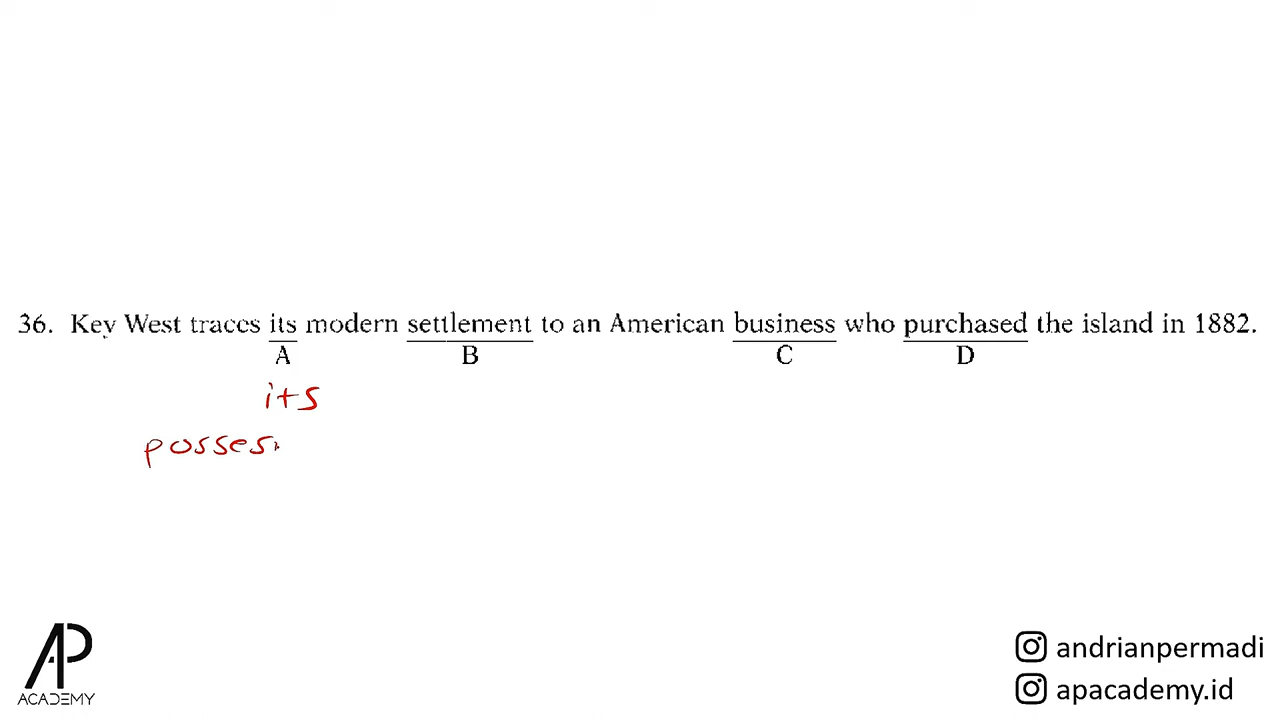 36. Key West traces its modern settlement to an American business who purchased the island in 1882.
A B C D
its
posses
AP
ACADEMY
andrianpermadi
apacademy.id